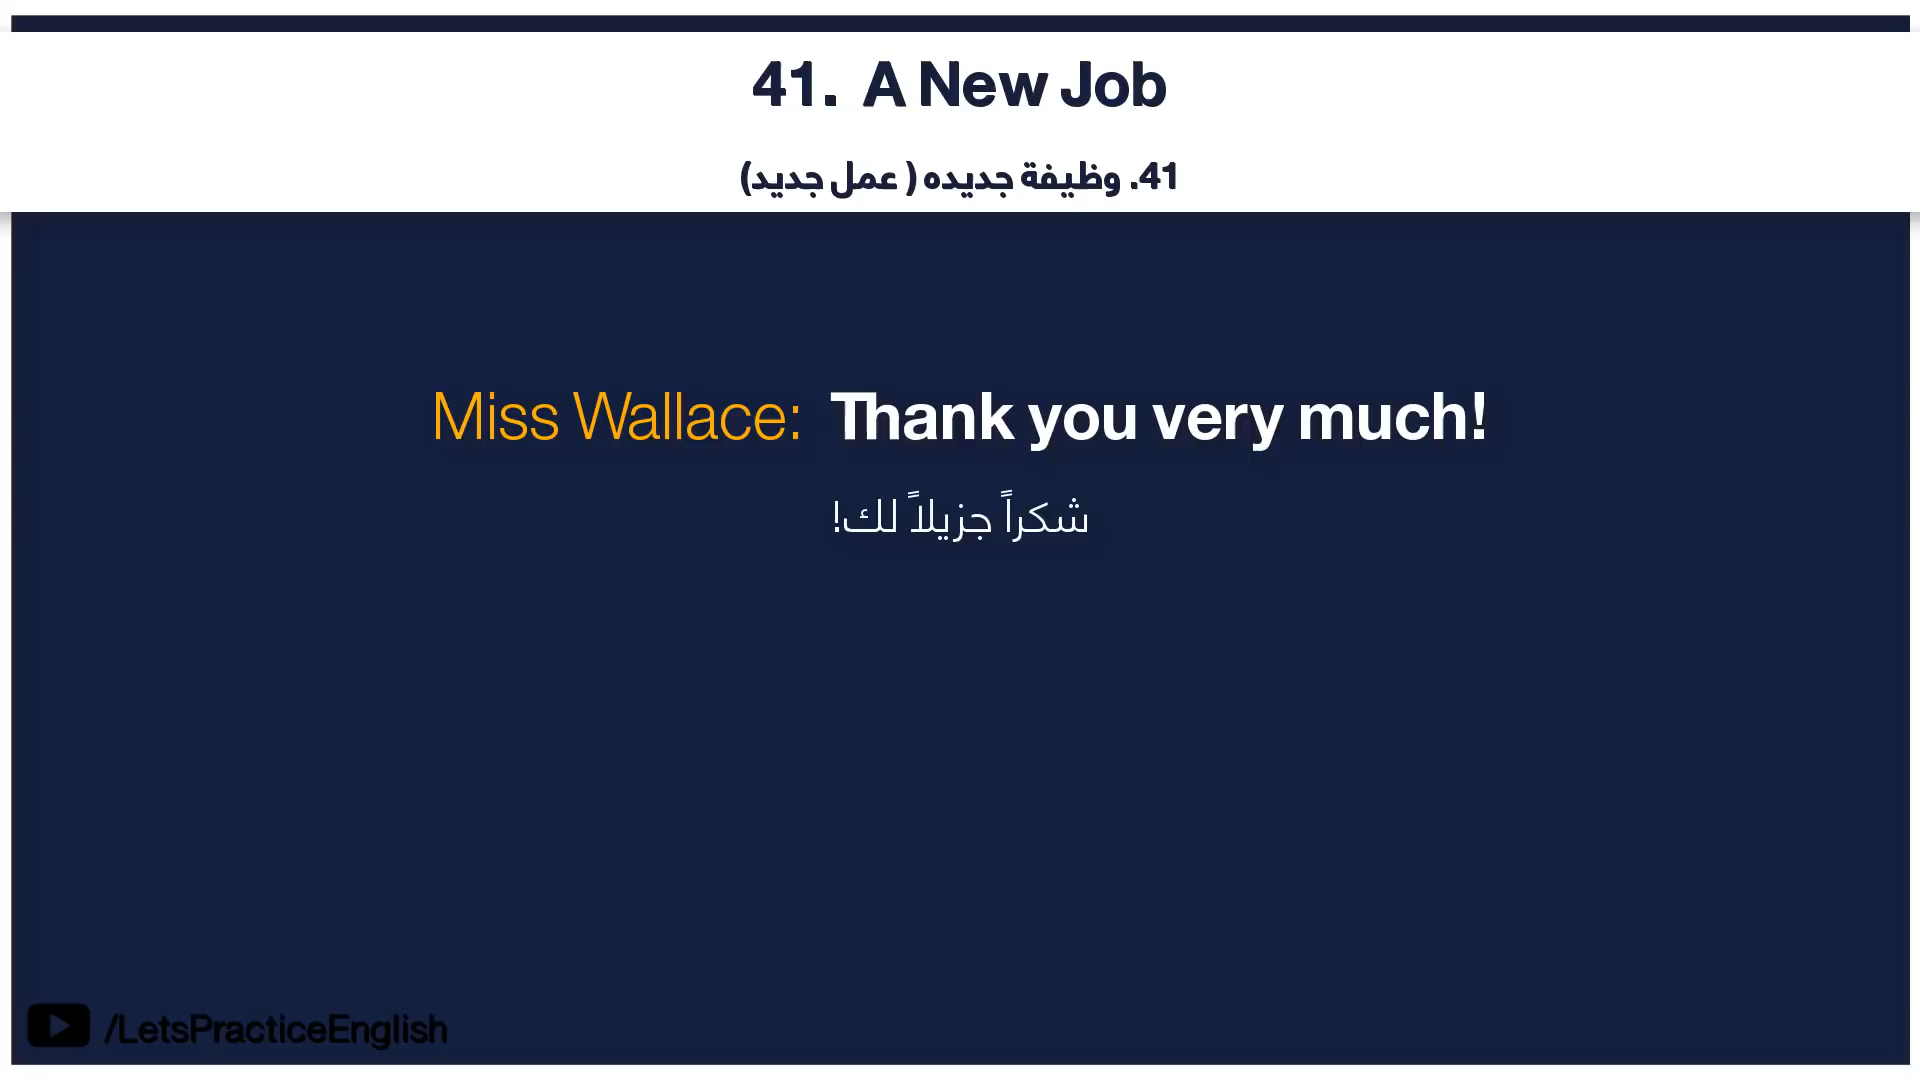 41. A New Job
41. وظيفة جديده ( عمل جديد)
Miss Wallace: Thank you very much!
شكراً جزيلاً لك!
/LetsPracticeEnglish